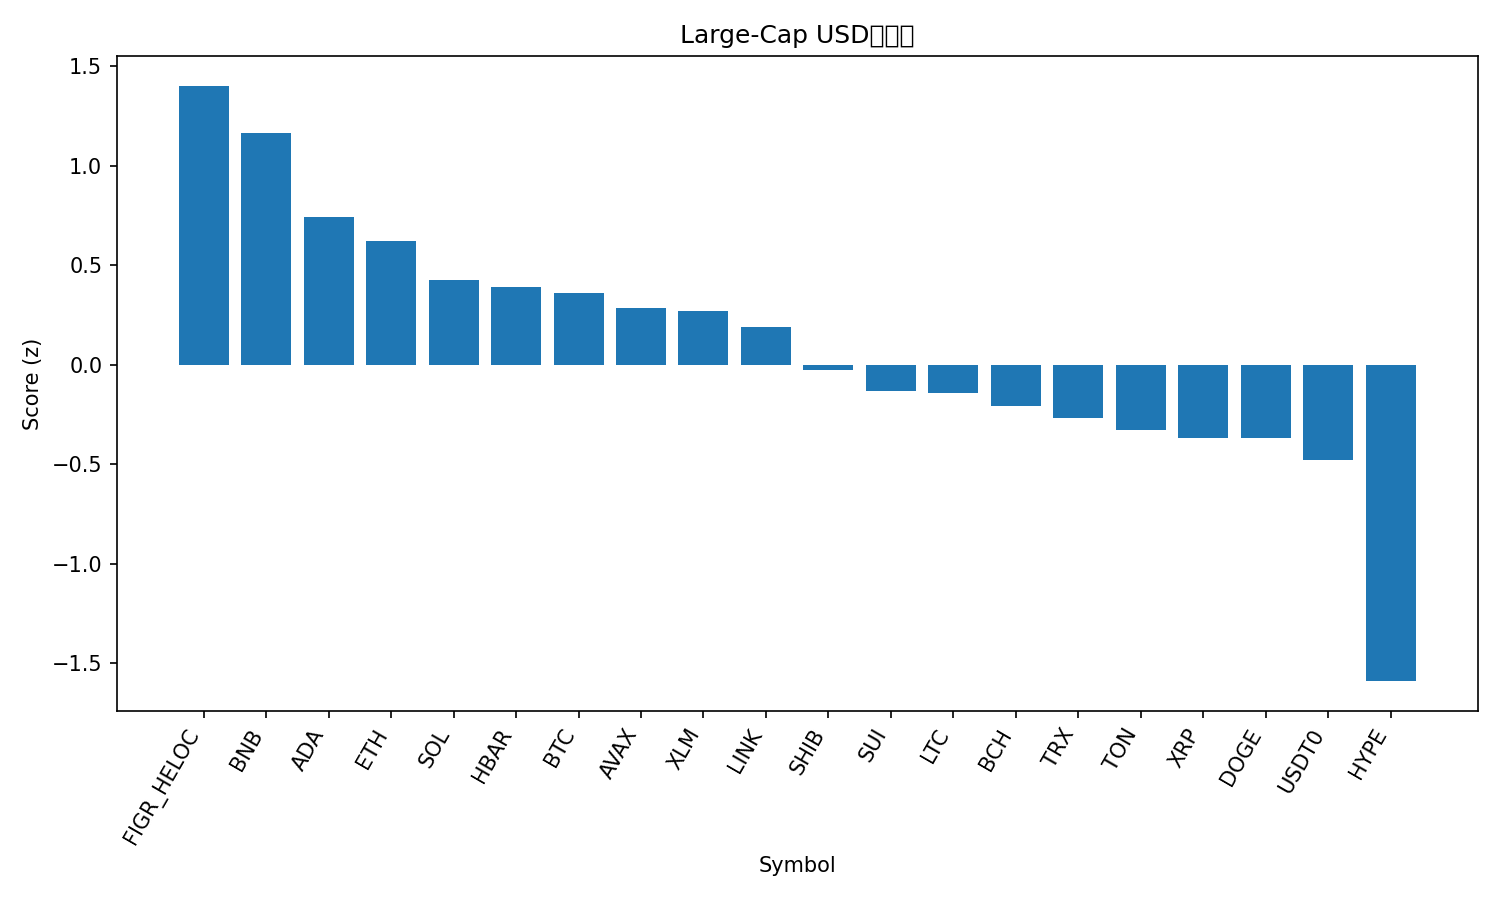 Large-Cap USD
Score (z)
1.5
1.0
0.5
0.0
−0.5
−1.0
−1.5
FIGR_HELOC
BNB
ADA
ETH
SOL
HBAR
BTC
AVAX
XLM
LINK
SHIB
SUI
LTC
BCH
TRX
TON
XRP
DOGE
USDT0
HYPE
Symbol